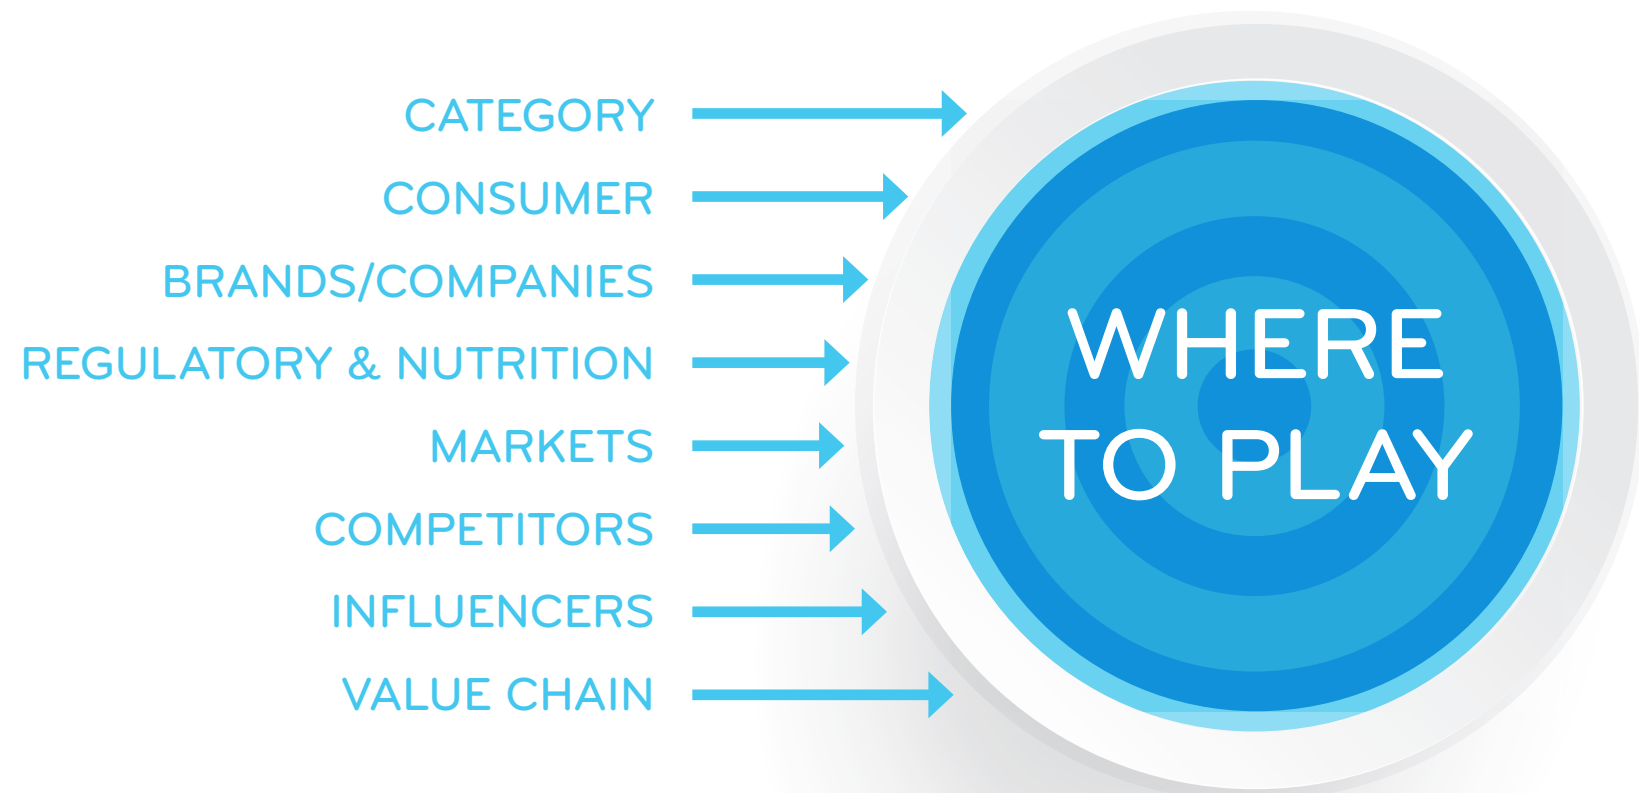 CATEGORY
CONSUMER
BRANDS/COMPANIES
REGULATORY & NUTRITION
MARKETS
COMPETITORS
INFLUENCERS
VALUE CHAIN
WHERE
TO PLAY